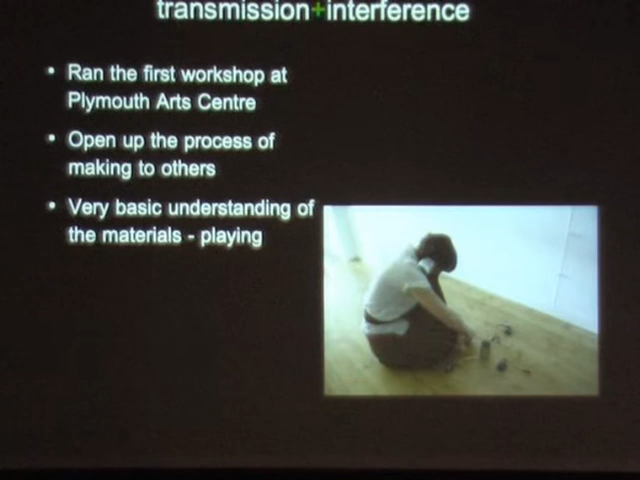 transmission+interference
• Ran the first workshop at
Plymouth Arts Centre
• Open up the process of
making to others
• Very basic understanding of
the materials - playing